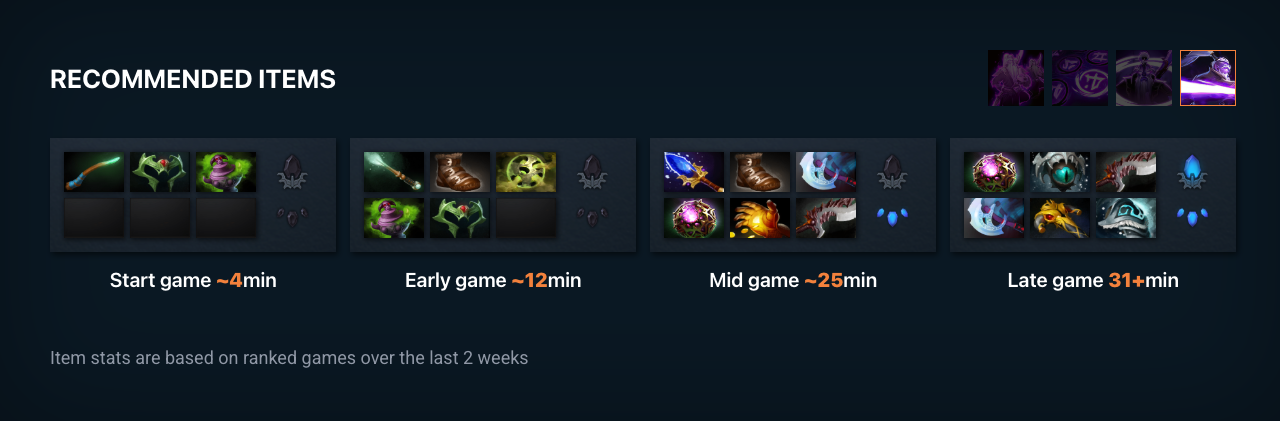 RECOMMENDED ITEMS
Start game ~4min
Early game ~12min
Mid game ~25min
Late game 31+min
Item stats are based on ranked games over the last 2 weeks